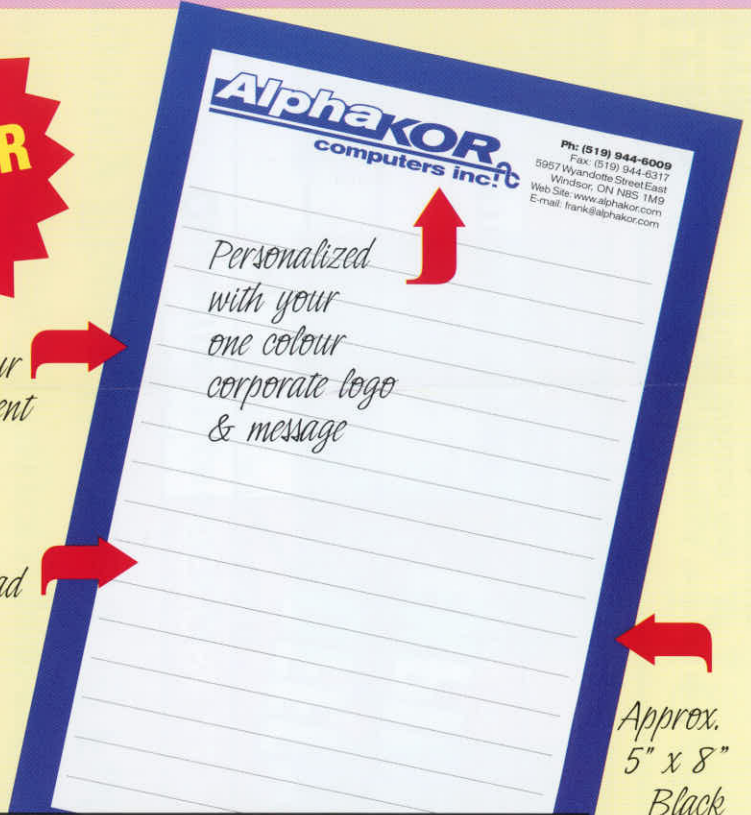 R
AlphaKOR
computers inc.
Ph: (519) 944-6009
Fax: (519) 944-6317
5957 Wyandotte Street East
Windsor, ON N8S 1M9
Web Site: www.alphakor.com
E-mail: frank@alphakor.com
Personalized
with your
one colour
corporate logo
& message
ur
ent
ad
Approx.
5" x 8"
Black